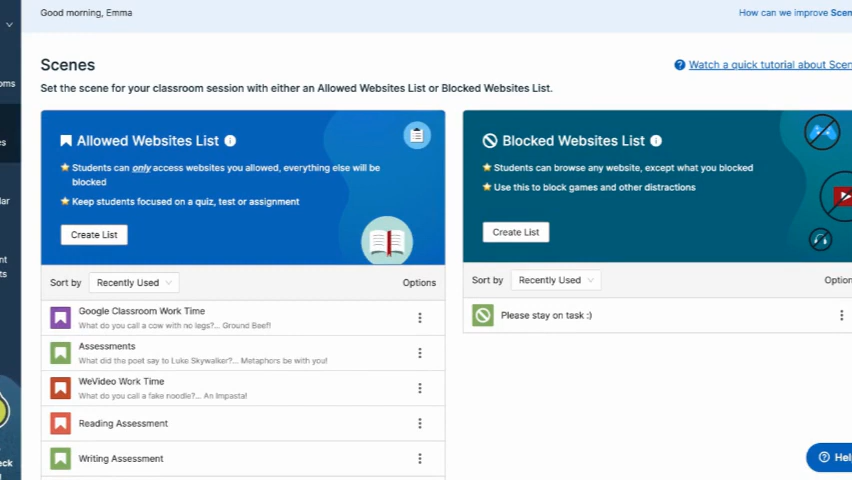 Good morning, Emma
How can we improve Scen
Scenes
Watch a quick tutorial about Scen
Set the scene for your classroom session with either an Allowed Websites List or Blocked Websites List.
Allowed Websites List
Students can only access websites you allowed, everything else will be
blocked
Keep students focused on a quiz, test or assignment
Create List
Sort by Recently Used Options
Google Classroom Work Time
What do you call a cow with no legs?... Ground Beef!
Assessments
What did the poet say to Luke Skywalker?... Metaphors be with you!
WeVideo Work Time
What do you call a fake noodle?... An Impasta!
Reading Assessment
Writing Assessment
Blocked Websites List
Students can browse any website, except what you blocked
Use this to block games and other distractions
Create List
Sort by Recently Used Option
Please stay on task :)
Hel
oms
es
lar
nt
ts
eck